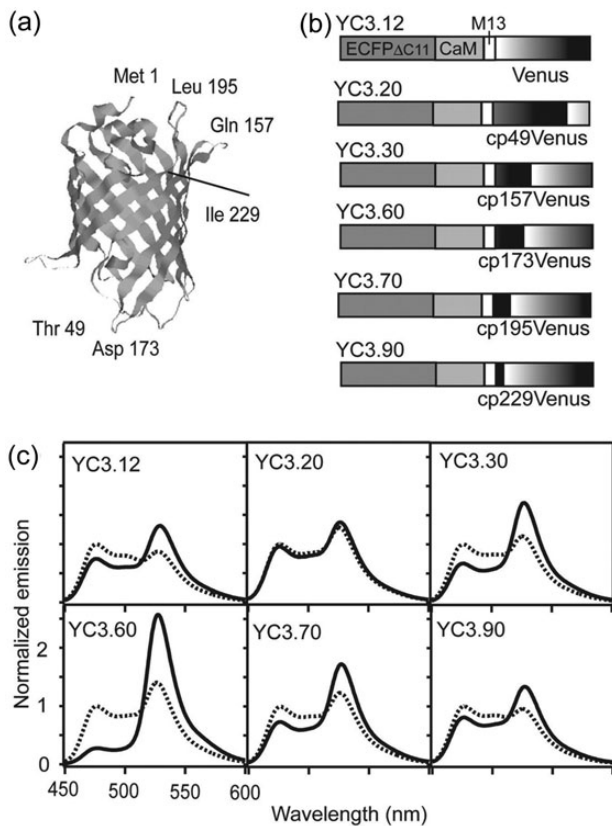 (a)
Met 1
Leu 195
Gln 157
Ile 229
Thr 49
Asp 173
(b)
M13
YC3.12
ECFPΔC11 CaM
Venus
YC3.20
cp49Venus
YC3.30
cp157Venus
YC3.60
cp173Venus
YC3.70
cp195Venus
YC3.90
cp229Venus
(c)
YC3.12 YC3.20 YC3.30
YC3.60 YC3.70 YC3.90
Normalized emission
2
1
0
450 500 550 600
Wavelength (nm)